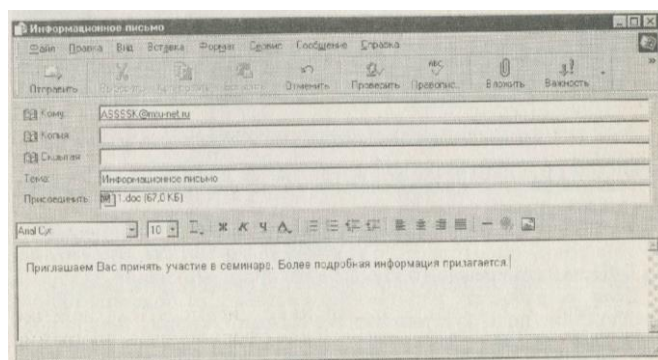 Информационное письмо
Файл Правка Вид Вставка Формат Сервис Сообщение Справка
Отправить Отменить Проверить Правопис... Вложить Важность
Кому: ASSSSK@mcu-net.ru
Копия:
Скрытая:
Тема: Информационное письмо
Присоединить: 1.doc (67,0 КБ)
Arial Cyr 10 Ж К Ч А
Приглашаем Вас принять участие в семинаре. Более подробная информация прилагается.